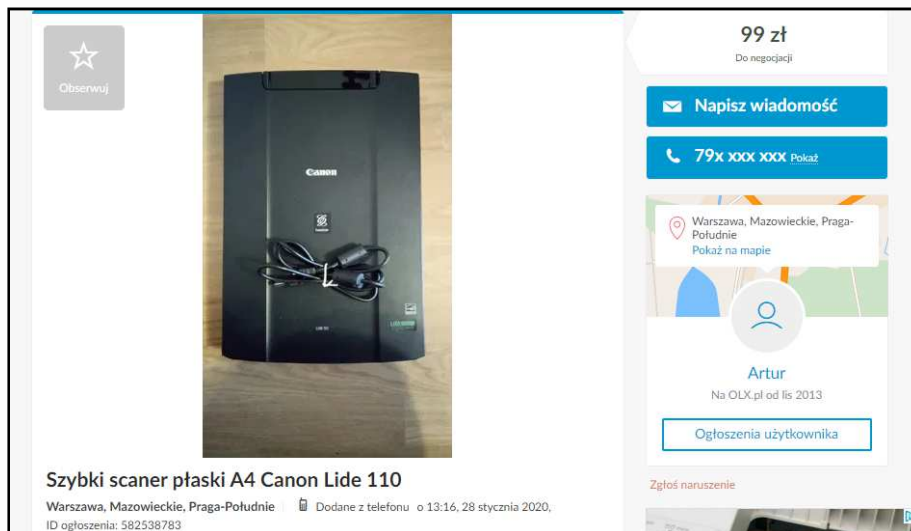 Obserwuj
Canon
99 zł
Do negocjacji
Napisz wiadomość
79x xxx xxx Pokaż
Warszawa, Mazowieckie, Praga-
Południe
Pokaż na mapie
Artur
Na OLX.pl od lis 2013
Ogłoszenia użytkownika
Zgłoś naruszenie
Szybki scaner płaski A4 Canon Lide 110
Warszawa, Mazowieckie, Praga-Południe Dodane z telefonu o 13:16, 28 stycznia 2020,
ID ogłoszenia: 582538783